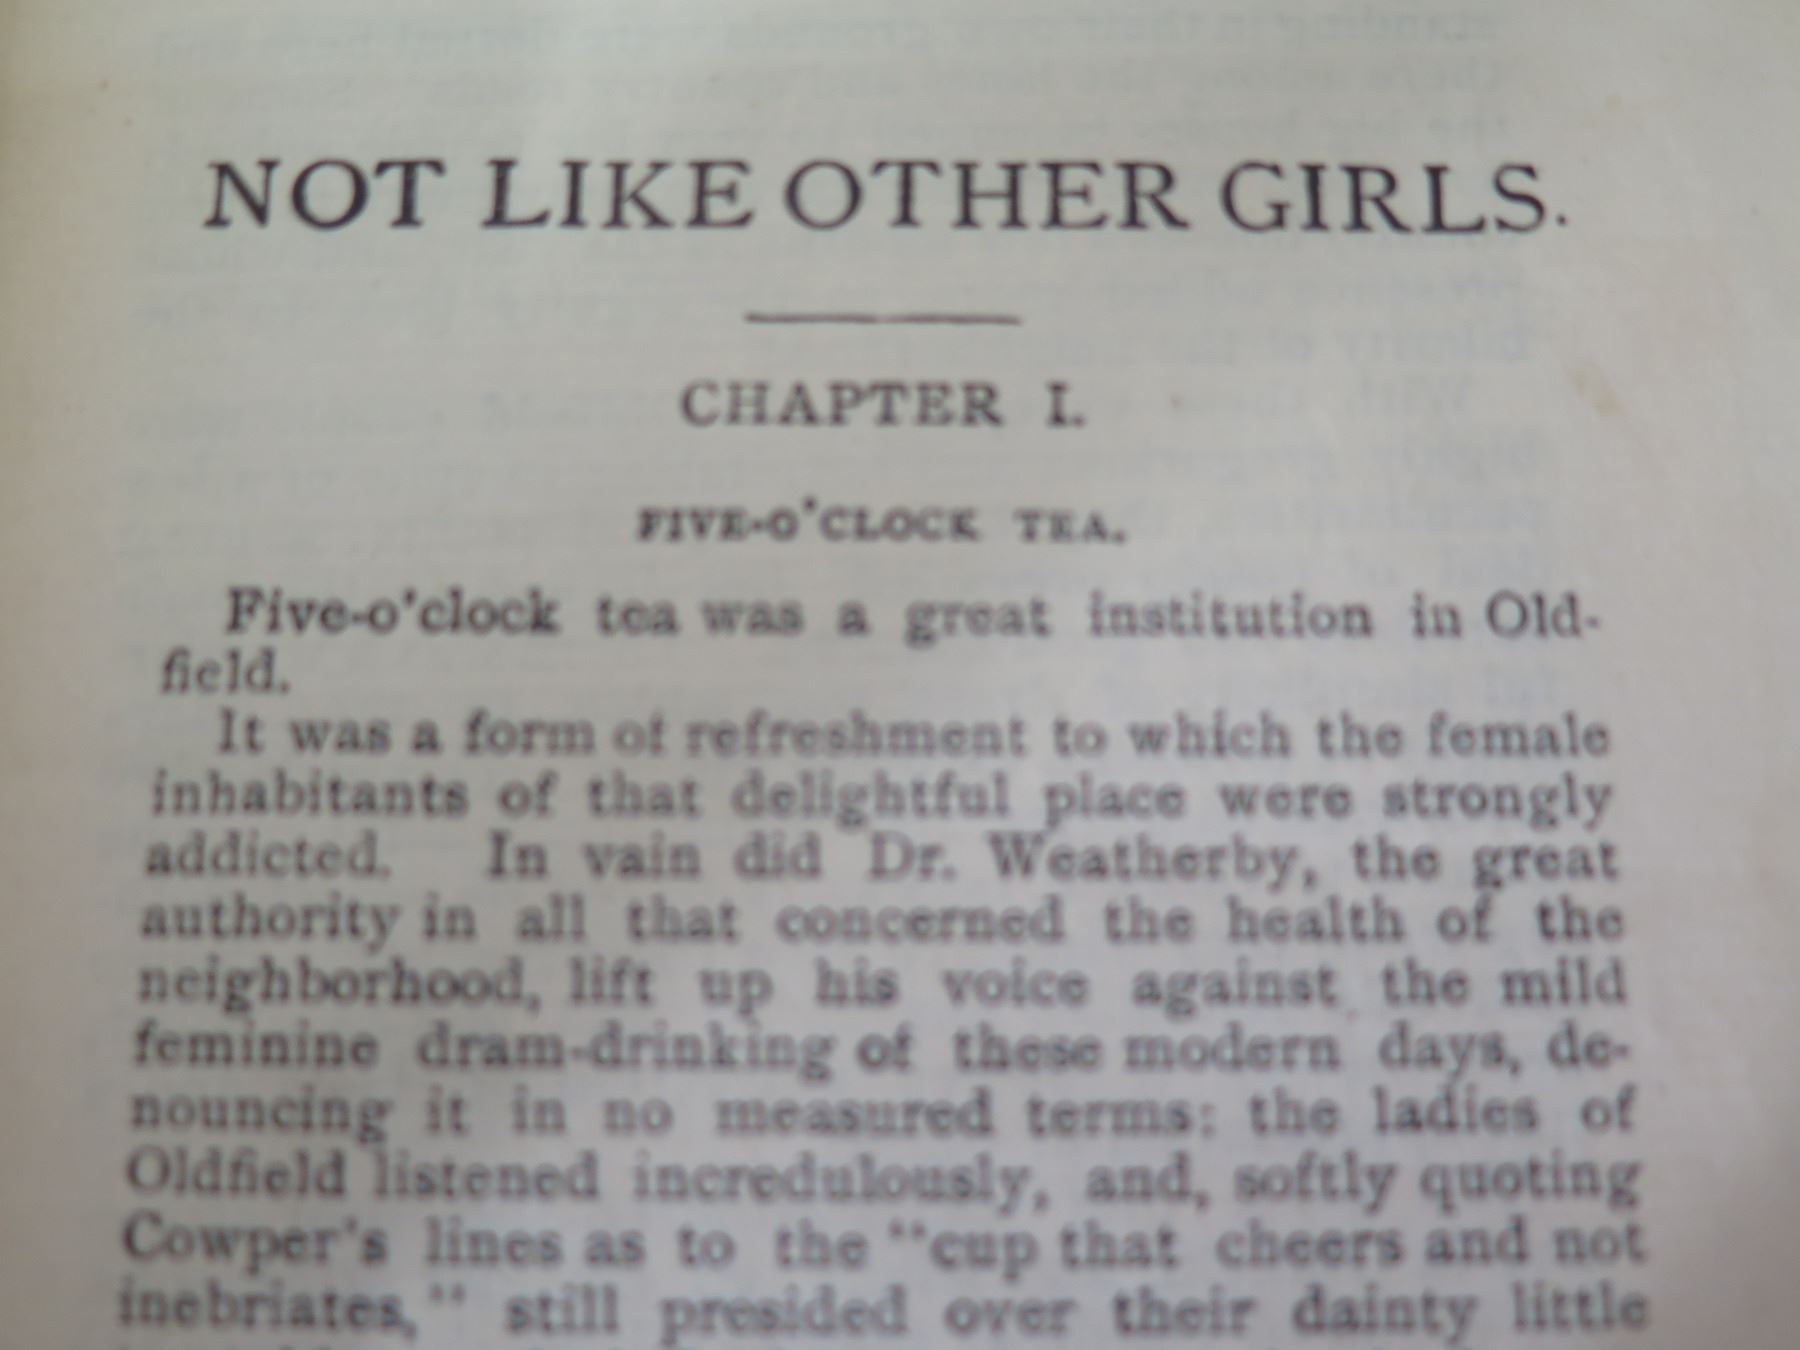 NOT LIKE OTHER GIRLS.
CHAPTER I.
FIVE-O'CLOCK TEA.
Five-o'clock tea was a great institution in Old-
field.
It was a form of refreshment to which the female
inhabitants of that delightful place were strongly
addicted. In vain did Dr. Weatherby, the great
authority in all that concerned the health of the
neighborhood, lift up his voice against the mild
feminine dram-drinking of these modern days, de-
nouncing it in no measured terms: the ladies of
Oldfield listened incredulously, and, softly quoting
Cowper's lines as to the "cup that cheers and not
inebriates," still presided over their dainty little